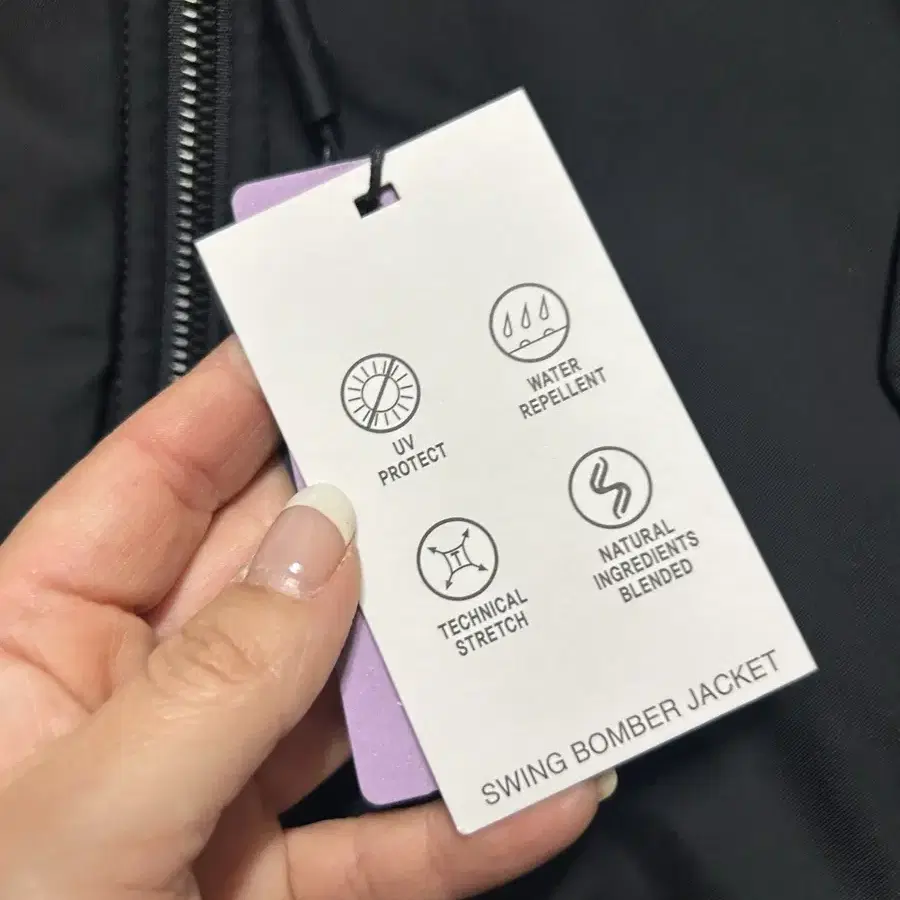 UV
PROTECT
WATER
REPELLENT
T
TECHNICAL
STRETCH
NATURAL
INGREDIENTS
BLENDED
SWING BOMBER JACKET